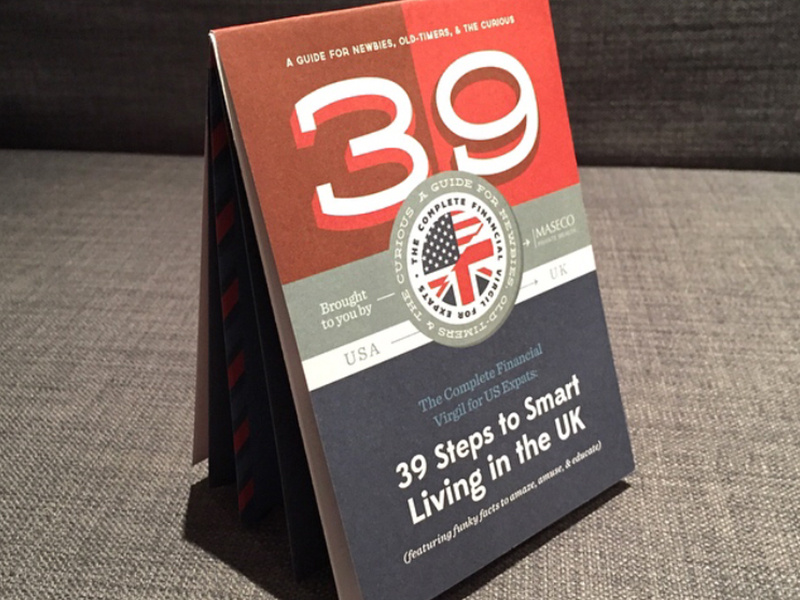 A GUIDE FOR NEWBIES, OLD-TIMERS, & THE CURIOUS
39
A GUIDE FOR NEWBIES, OLD-TIMERS & THE CURIOUS
THE COMPLETE FINANCIAL VIRGIL FOR EXPATS
Brought
to you by
MASECO
PRIVATE WEALTH
USA
UK
The Complete Financial
Virgil for US Expats:
39 Steps to Smart
Living in the UK
(featuring funky facts to amaze, amuse, & educate)